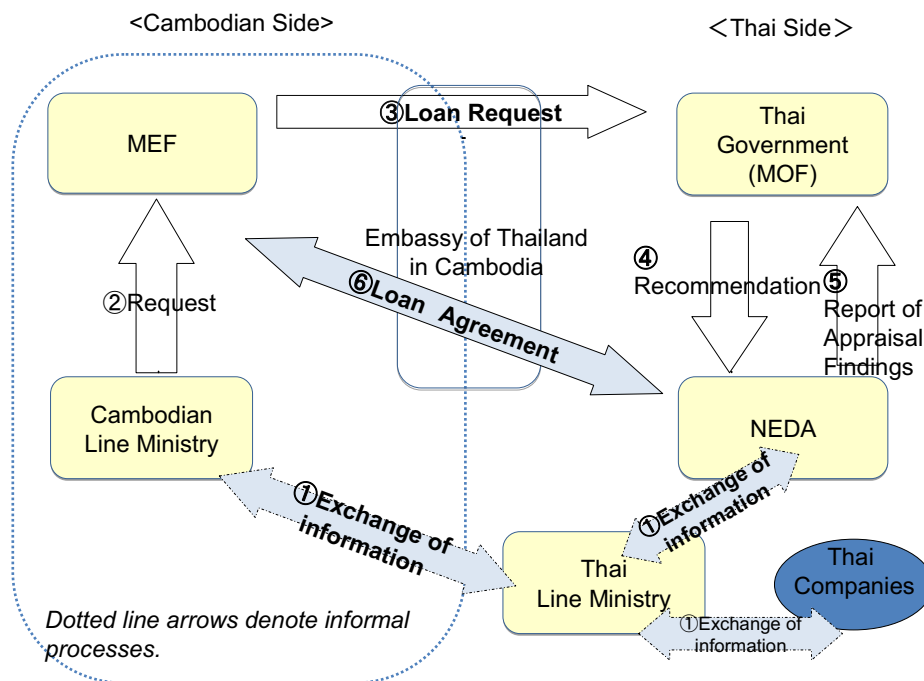 <Cambodian Side>
＜Thai Side＞
MEF
③Loan Request
Thai
Government
(MOF)
Embassy of Thailand
in Cambodia
②Request
④
Recommendation
⑤
Report of
Appraisal
Findings
⑥Loan Agreement
Cambodian
Line Ministry
NEDA
①Exchange of
information
①Exchange of
information
Thai
Line Ministry
Thai
Companies
①Exchange of
information
Dotted line arrows denote informal
processes.